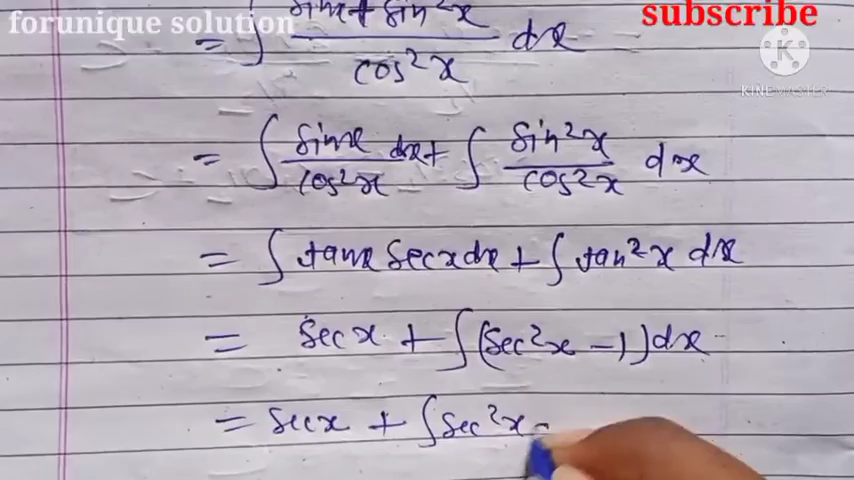 forunique solution
subscribe
KINEMASTER
= ∫ (sinx + sin²x)/cos²x dx
= ∫ sinx/cos²x dx + ∫ sin²x/cos²x dx
= ∫ tanx secx dx + ∫ tan²x dx
= secx + ∫(sec²x - 1)dx
= secx + ∫sec²x -